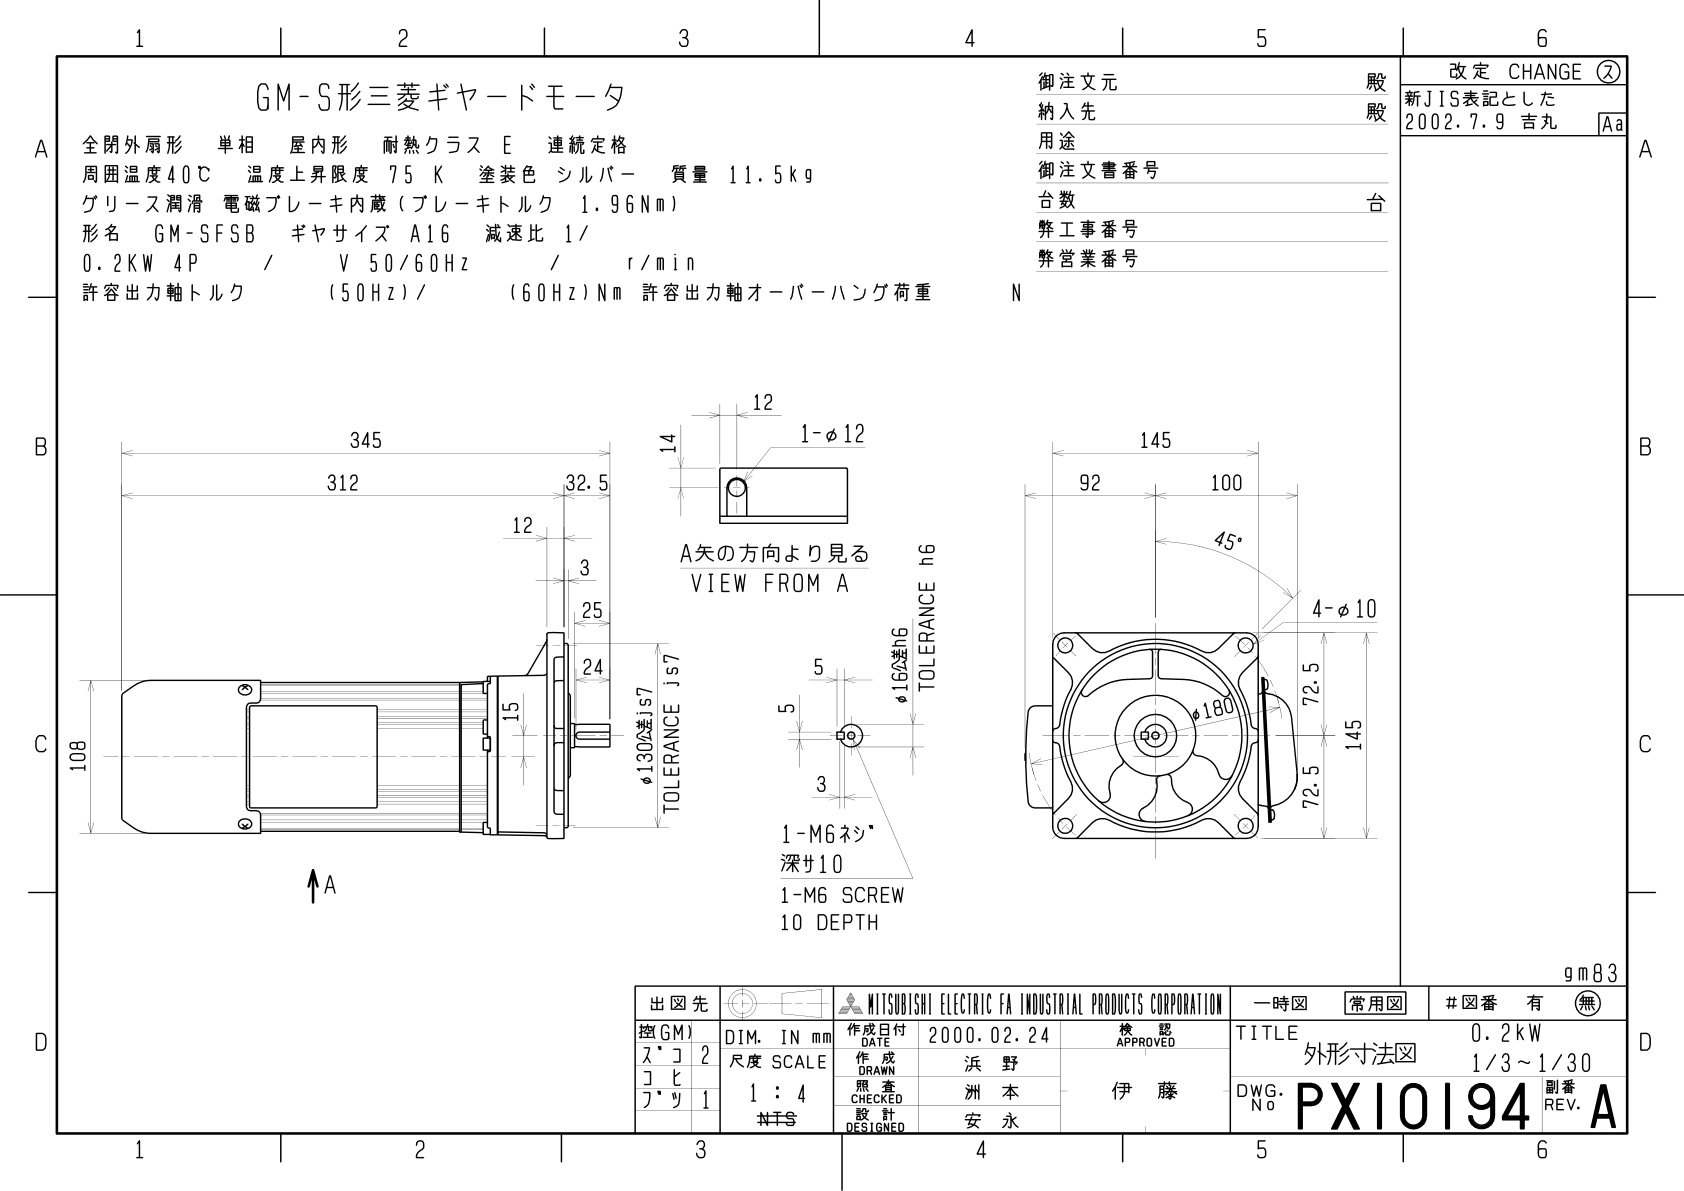 1 2 3 4 5 6
A
B
C
D
GM-S形三菱ギヤードモータ
全閉外扇形 単相 屋内形 耐熱クラス E 連続定格
周囲温度40℃ 温度上昇限度 75 K 塗装色 シルバー 質量 11.5kg
グリース潤滑 電磁ブレーキ内蔵(ブレーキトルク 1.96Nm)
形名 GM-SFSB ギヤサイズ A16 減速比 1/
0.2KW 4P / V 50/60Hz / r/min
許容出力軸トルク (50Hz)/ (60Hz)Nm 許容出力軸オーバーハング荷重 N
御注文元 殿
納入先 殿
用途
御注文書番号
台数 台
弊工事番号
弊営業番号
改定 CHANGE ス
新JIS表記とした
2002.7.9 吉丸 Aa
A
B
C
D
345
312
32.5
12
3
25
24
15
108
φ130公差js7
TOLERANCE js7
A
12
14
1-φ12
A矢の方向より見る
VIEW FROM A
φ16公差h6
TOLERANCE h6
5
5
3
1-M6ネジ
深サ10
1-M6 SCREW
10 DEPTH
145
92
100
45°
4-φ10
φ180
72.5
72.5
145
gm83
出図先
控(GM)
ズコ 2
コヒ
ブツ 1
DIM. IN mm
尺度 SCALE
1 : 4
NTS
MITSUBISHI ELECTRIC FA INDUSTRIAL PRODUCTS CORPORATION
作成日付
DATE
2000.02.24
検 認
APPROVED
作 成
DRAWN
浜 野
照 査
CHECKED
洲 本
伊 藤
設 計
DESIGNED
安 永
一時図 常用図 #図番 有 無
TITLE
外形寸法図
0.2kW
1/3~1/30
DWG.
No
PX10194
副番
REV.
A
1 2 3 4 5 6